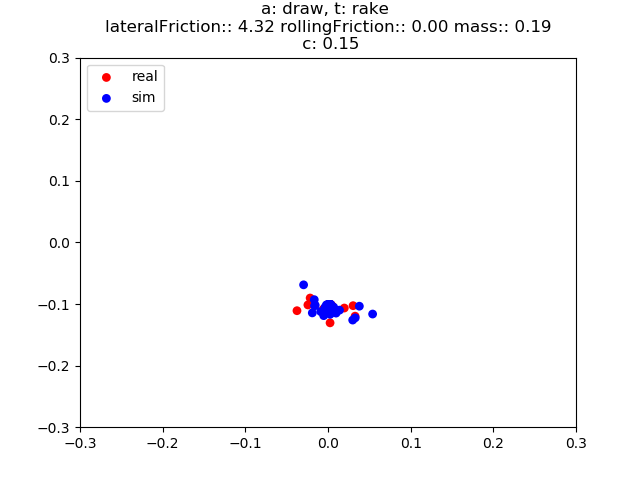 a: draw, t: rake
lateralFriction:: 4.32 rollingFriction:: 0.00 mass:: 0.19
c: 0.15
real
sim
0.3
0.2
0.1
0.0
−0.1
−0.2
−0.3
−0.3 −0.2 −0.1 0.0 0.1 0.2 0.3